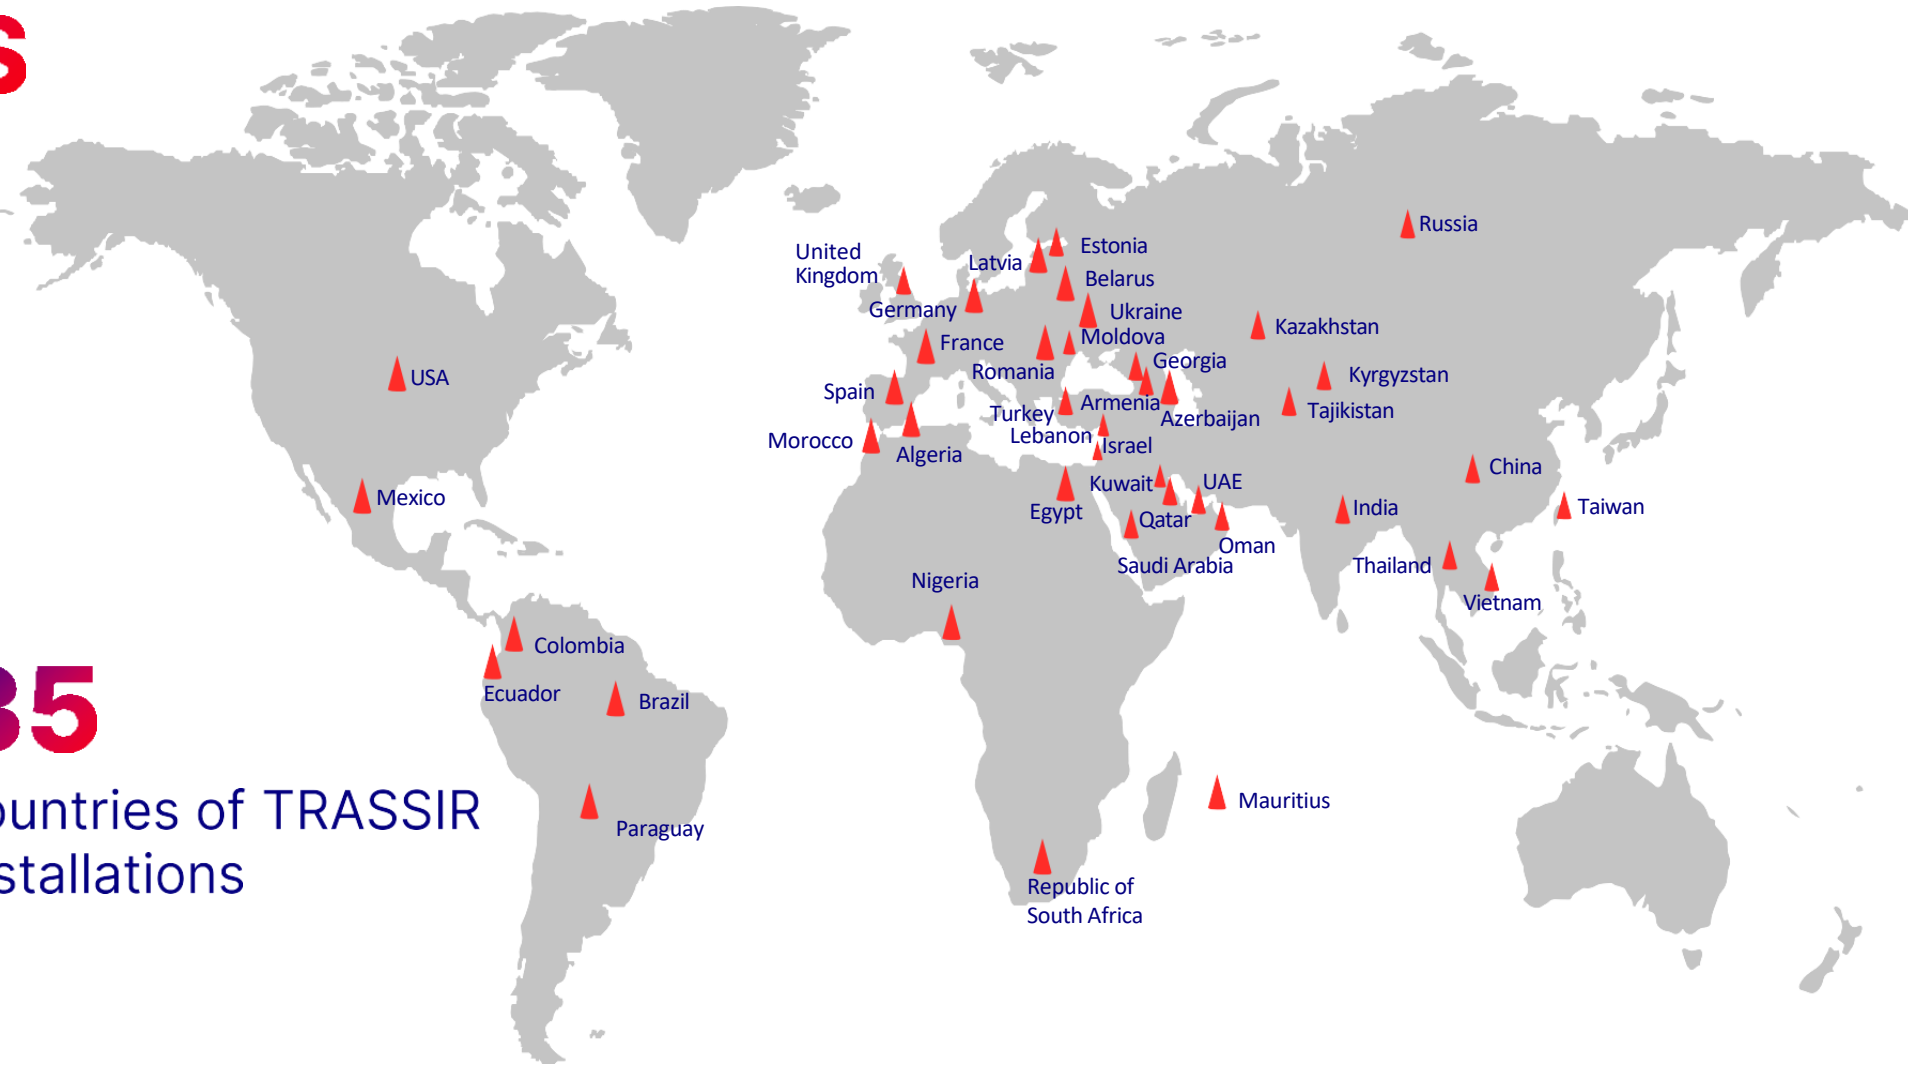 s
Russia
United
Kingdom
Estonia
Latvia
Belarus
Germany
Ukraine
Kazakhstan
France
Moldova
Georgia
Romania
USA
Kyrgyzstan
Spain
Turkey
Armenia
Azerbaijan
Tajikistan
Morocco
Lebanon
Israel
Algeria
China
Kuwait
UAE
Mexico
Egypt
Qatar
India
Taiwan
Oman
Saudi Arabia
Thailand
Nigeria
Vietnam
Colombia
Ecuador
Brazil
35
ountries of TRASSIR
stallations
Paraguay
Mauritius
Republic of
South Africa